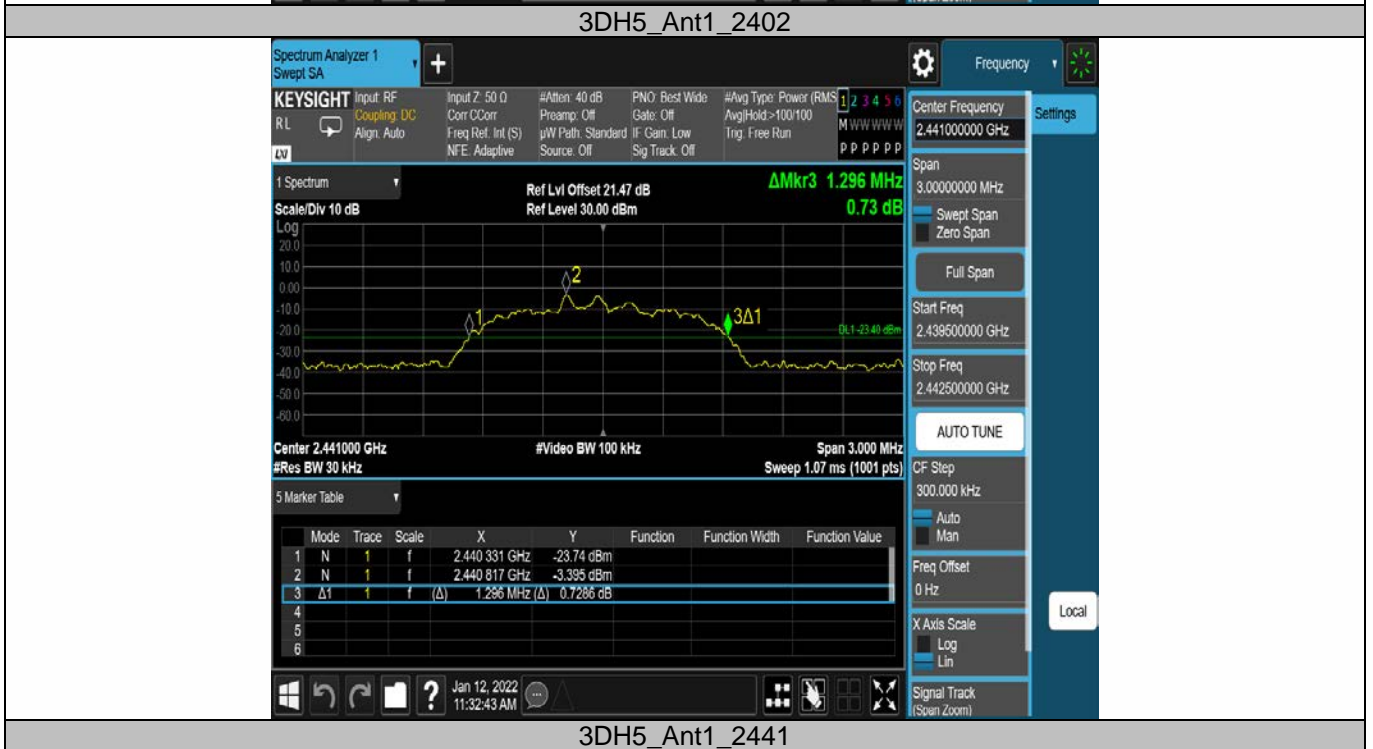 3DH5_Ant1_2402
Spectrum Analyzer 1
Swept SA
+
Frequency
KEYSIGHT
RL
LXI
Input: RF
Coupling: DC
Align: Auto
Input Z: 50 Ω
Corr CCorr
Freq Ref: Int (S)
NFE: Adaptive
#Atten: 40 dB
Preamp: Off
µW Path: Standard
Source: Off
PNO: Best Wide
Gate: Off
IF Gain: Low
Sig Track: Off
#Avg Type: Power (RMS
Avg|Hold:>100/100
Trig: Free Run
1 2 3 4 5 6
M W W W W W
P P P P P P
1 Spectrum
Scale/Div 10 dB
Ref Lvl Offset 21.47 dB
Ref Level 30.00 dBm
ΔMkr3 1.296 MHz
0.73 dB
Log
20.0
10.0
0.00
-10.0
-20.0
-30.0
-40.0
-50.0
-60.0
1
2
3Δ1
DL1 -23.40 dBm
Center 2.441000 GHz
#Video BW 100 kHz
Span 3.000 MHz
#Res BW 30 kHz
Sweep 1.07 ms (1001 pts)
5 Marker Table
Mode Trace Scale X Y Function Function Width Function Value
1 N 1 f 2.440 331 GHz -23.74 dBm
2 N 1 f 2.440 817 GHz -3.395 dBm
3 Δ1 1 f (Δ) 1.296 MHz (Δ) 0.7286 dB
4
5
6
?
Jan 12, 2022
11:32:43 AM
Center Frequency
2.441000000 GHz
Settings
Span
3.00000000 MHz
Swept Span
Zero Span
Full Span
Start Freq
2.439500000 GHz
Stop Freq
2.442500000 GHz
AUTO TUNE
CF Step
300.000 kHz
Auto
Man
Freq Offset
0 Hz
X Axis Scale
Log
Lin
Local
Signal Track
(Span Zoom)
3DH5_Ant1_2441